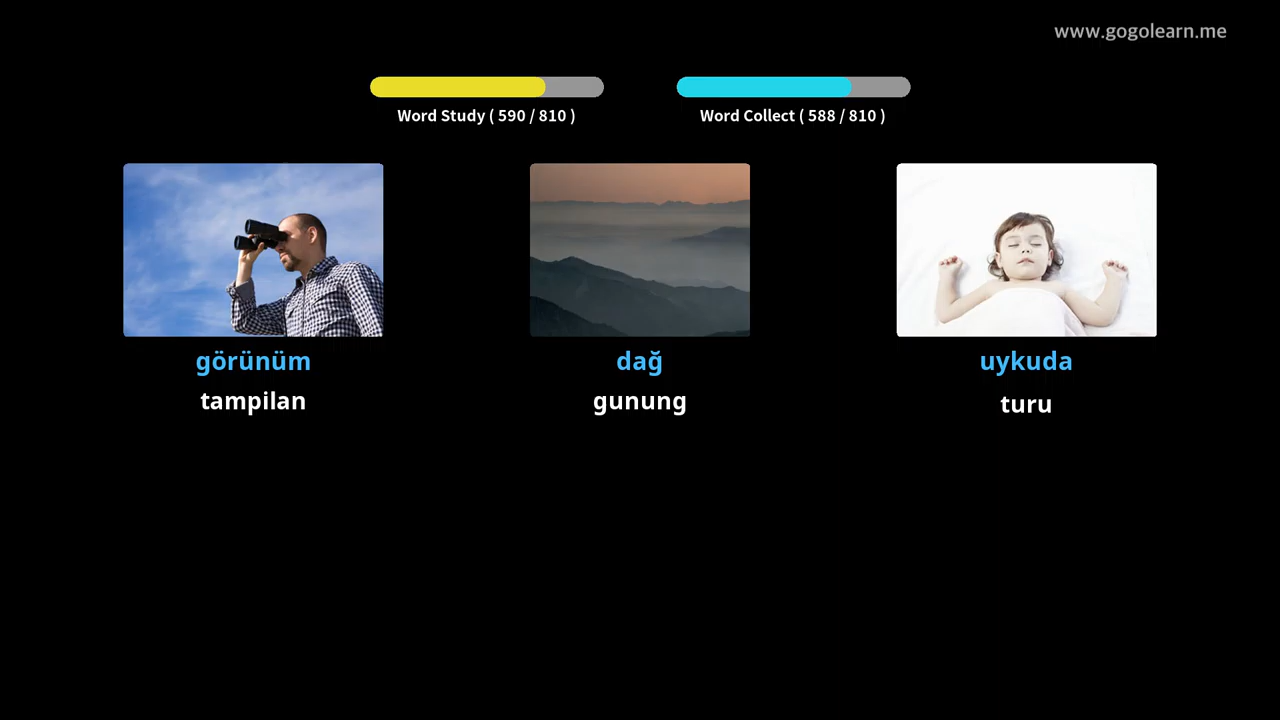 www.gogolearn.me
Word Study ( 590 / 810 )
Word Collect ( 588 / 810 )
görünüm
dağ
uykuda
tampilan
gunung
turu